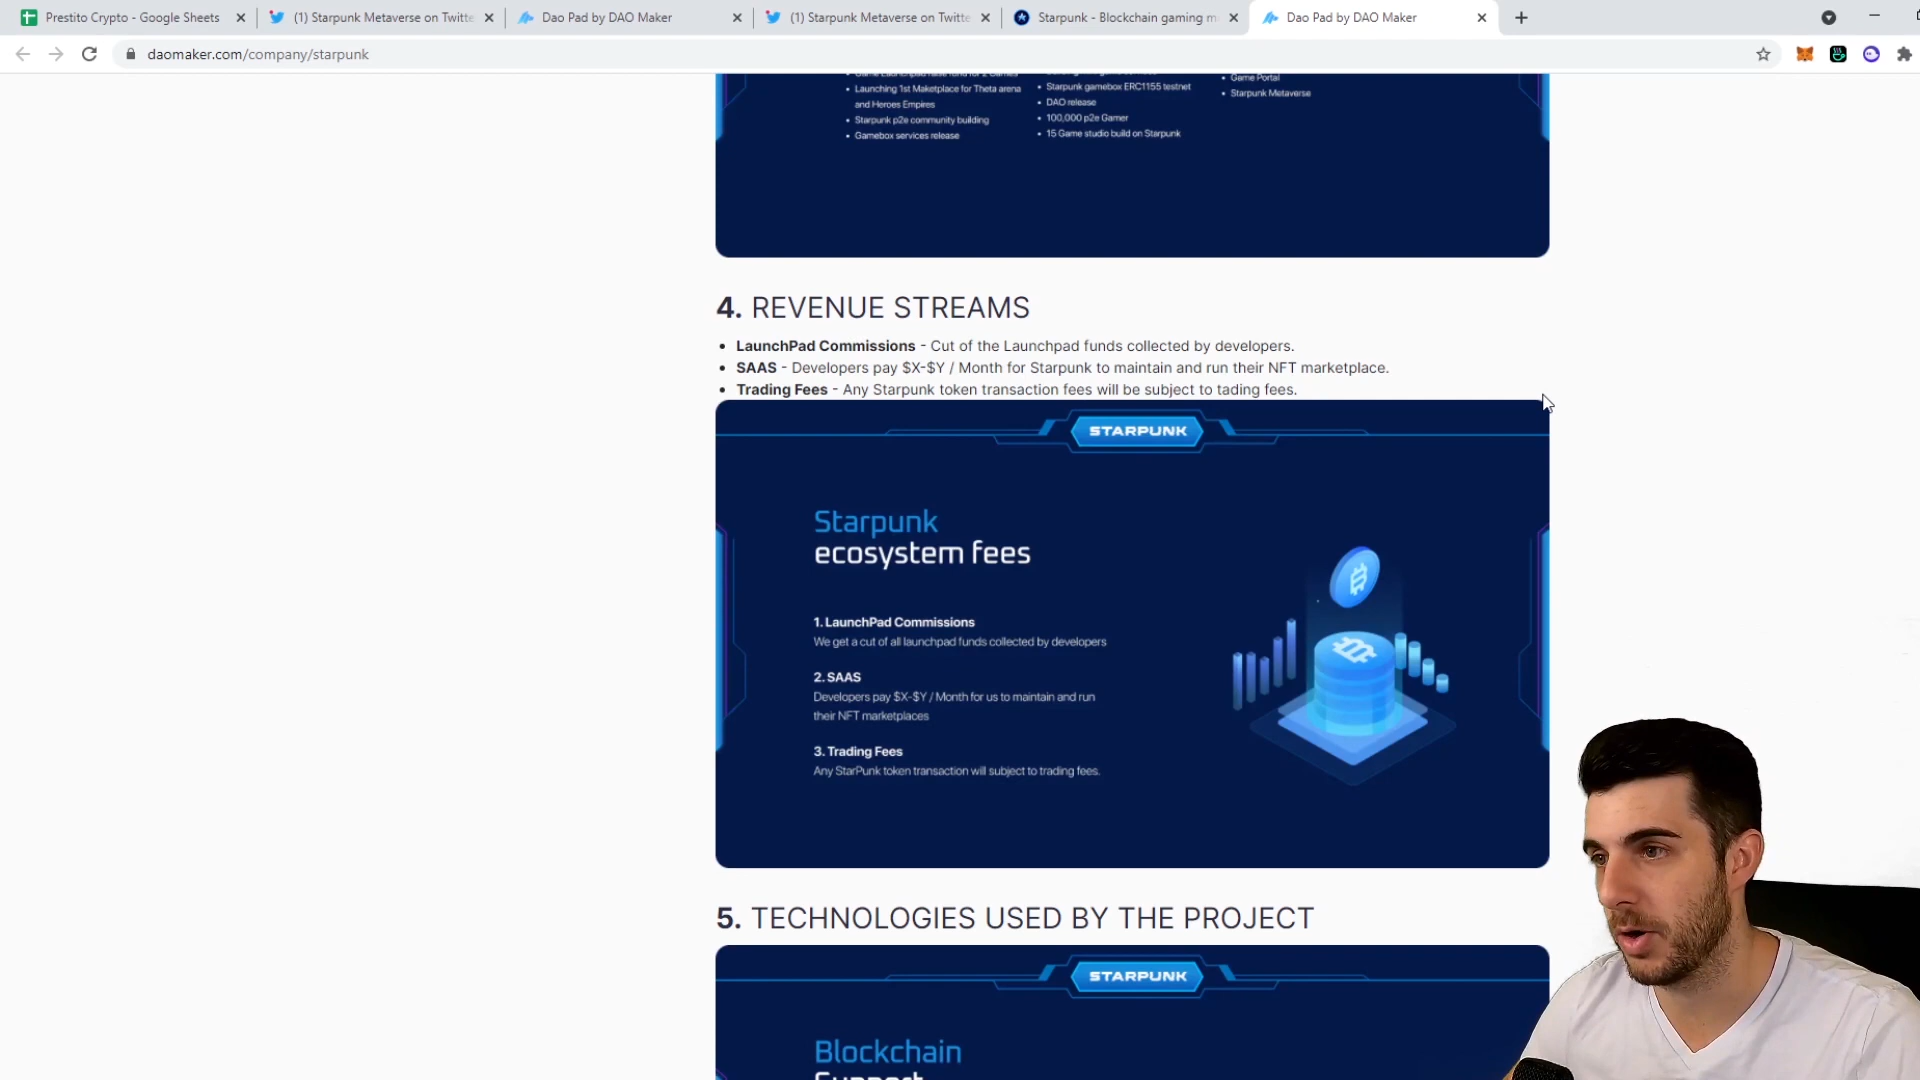 Prestito Crypto - Google Sheets
(1) Starpunk Metaverse on Twitte
Dao Pad by DAO Maker
(1) Starpunk Metaverse on Twitte
Starpunk - Blockchain gaming m
Dao Pad by DAO Maker
daomaker.com/company/starpunk
Game Launchpad raise fund for 2 Games
Launching 1st Marketplace for Theta arena
and Heroes Empires
Starpunk p2e community building
Gamebox services release
Starpunk gamebox ERC1155 testnet
DAO release
100,000 p2e Gamer
15 Game studio build on Starpunk
Game Portal
Starpunk Metaverse
4. REVENUE STREAMS
LaunchPad Commissions - Cut of the Launchpad funds collected by developers.
SAAS - Developers pay $X-$Y / Month for Starpunk to maintain and run their NFT marketplace.
Trading Fees - Any Starpunk token transaction fees will be subject to tading fees.
STARPUNK
Starpunk
ecosystem fees
1. LaunchPad Commissions
We get a cut of all launchpad funds collected by developers
2. SAAS
Developers pay $X-$Y / Month for us to maintain and run
their NFT marketplaces
3. Trading Fees
Any StarPunk token transaction will subject to trading fees.
5. TECHNOLOGIES USED BY THE PROJECT
STARPUNK
Blockchain
Support